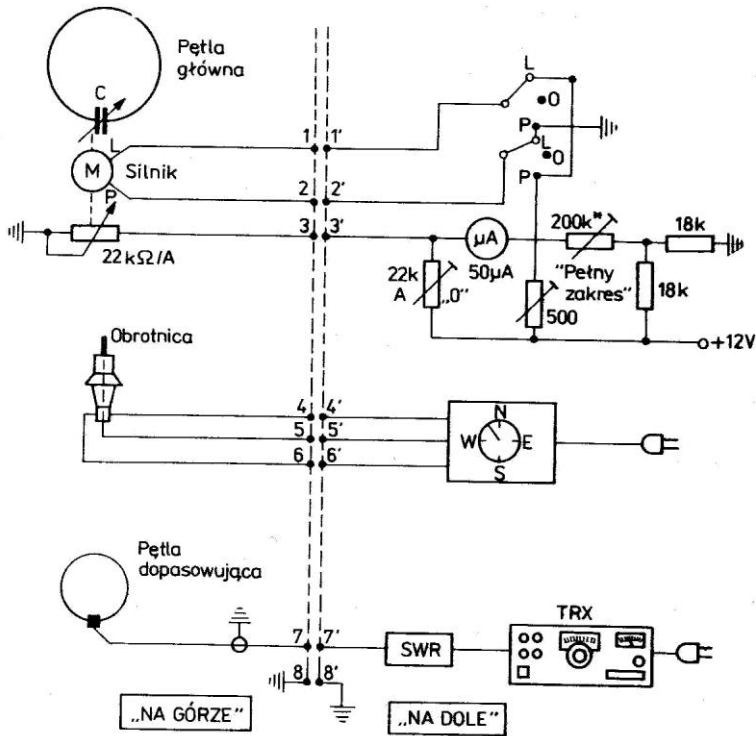 Pętla
główna
C
L
1 1'
M Silnik
P
2 2'
3 3'
22kΩ/A
L
O
P
L
O
P
µA
50µA
200k*
18k
"Pełny
zakres"
22k
A
„0"
500
18k
+12V
Obrotnica
4 4'
5 5'
6 6'
N
W E
S
Pętla
dopasowująca
7 7'
8 8'
SWR
TRX
„NA GÓRZE"
„NA DOLE"